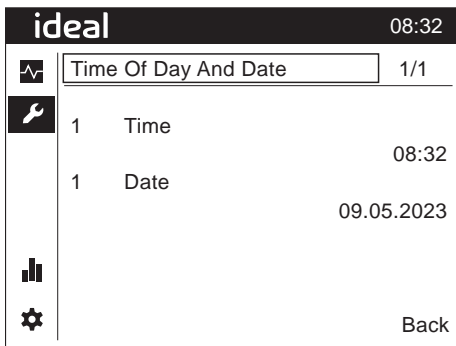 ideal 08:32
Time Of Day And Date 1/1
1 Time
08:32
1 Date
09.05.2023
Back